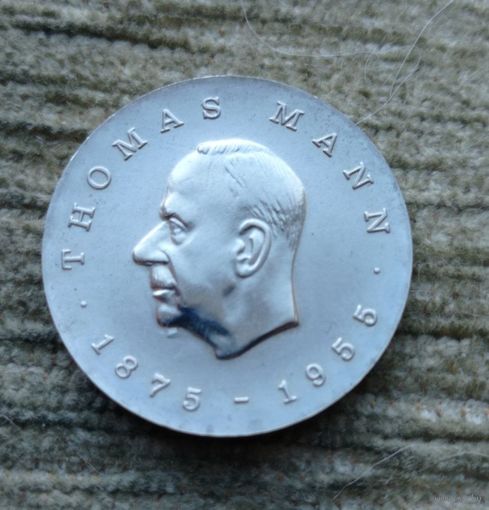 · THOMAS MANN ·
1875 – 1955